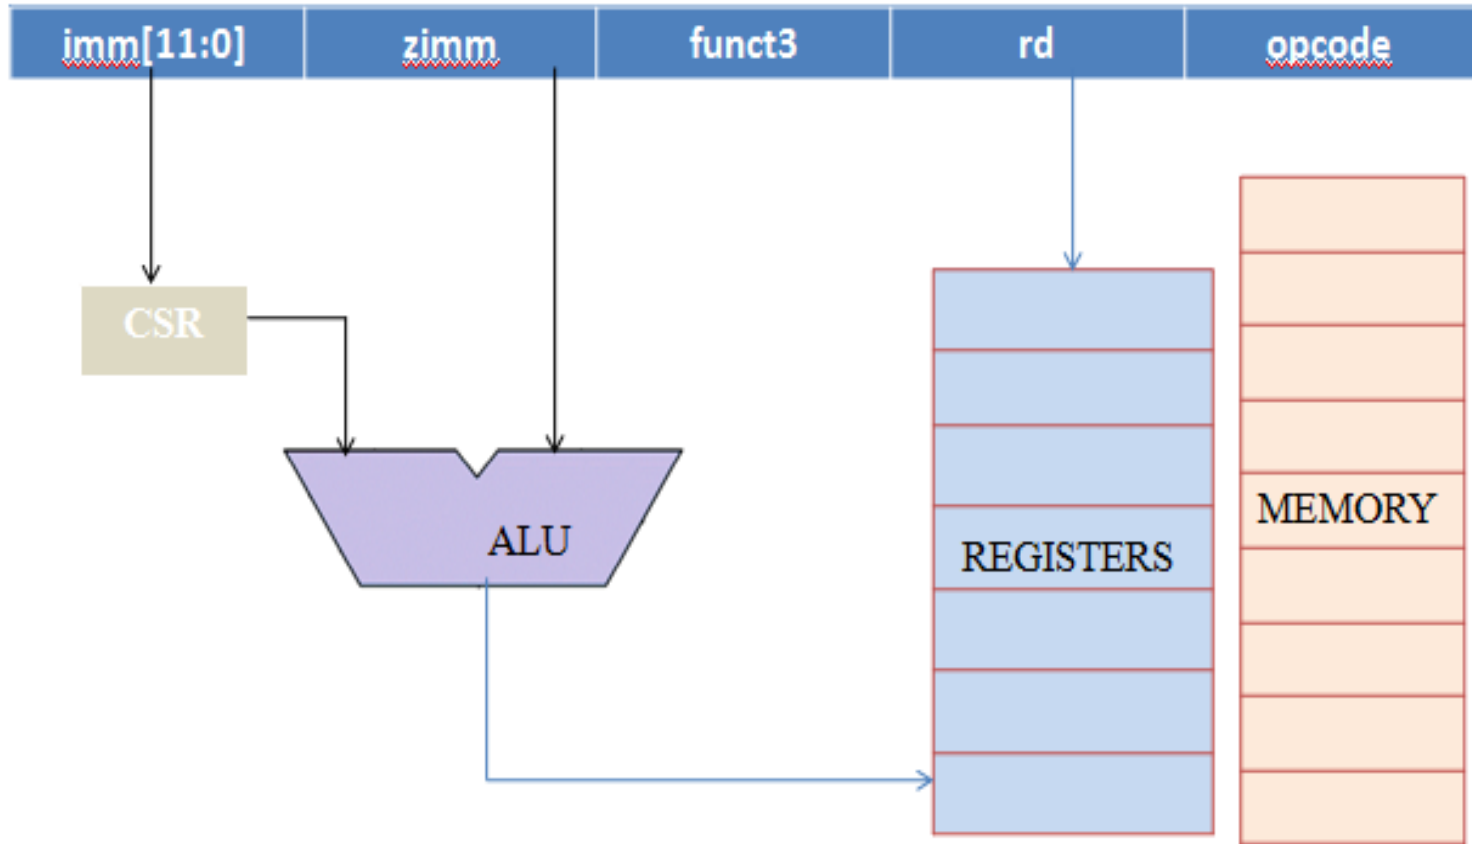 imm[11:0] zimm funct3 rd opcode
CSR
MEMORY
ALU
REGISTERS